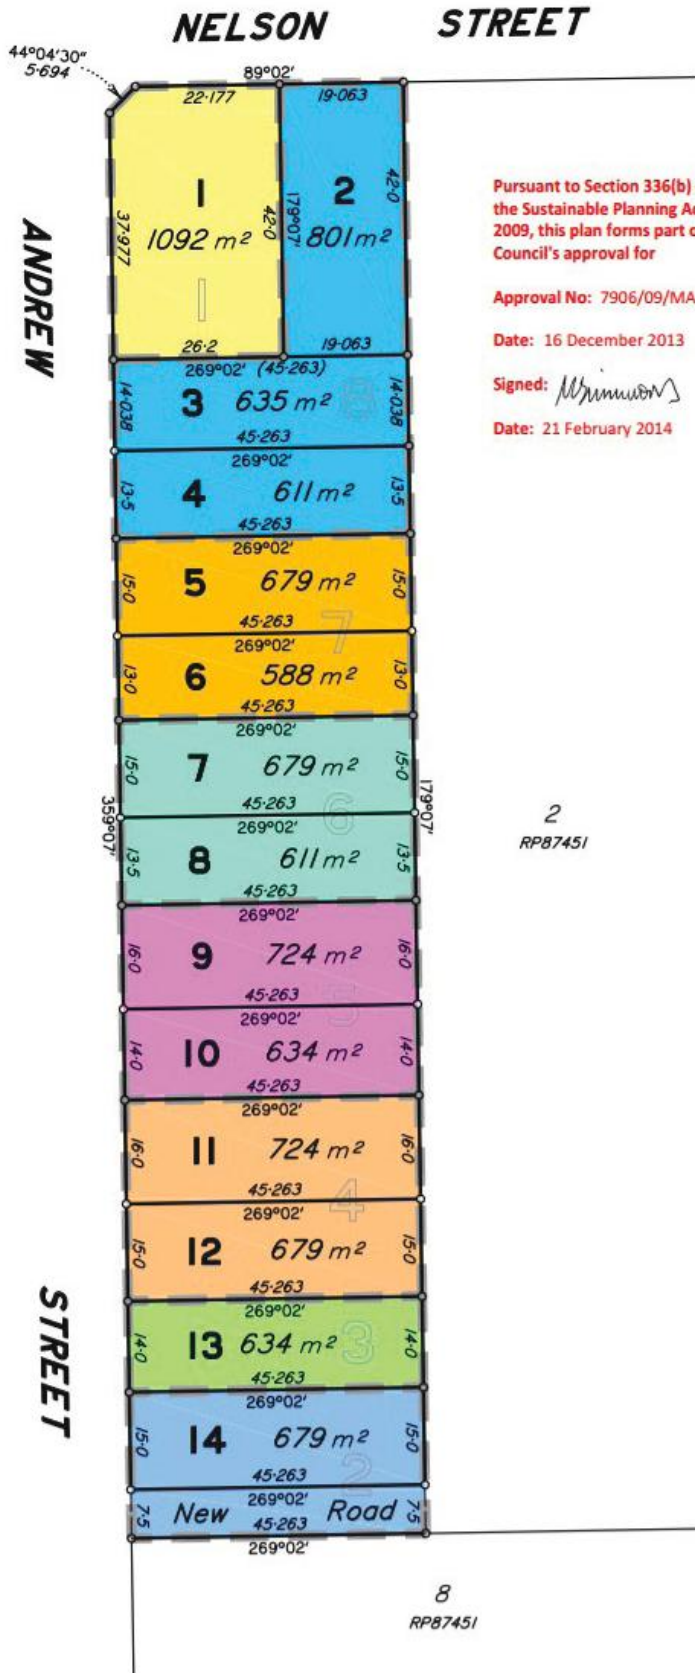 NELSON STREET
44°04'30"
5·694
89°02'
22·177
19·063
ANDREW
37·977
1
1092 m²
1
42·0
179°07'
2
801 m²
42·0
26·2
19·063
Pursuant to Section 336(b)
the Sustainable Planning A
2009, this plan forms part o
Council's approval for
Approval No: 7906/09/MA
Date: 16 December 2013
Signed:
Date: 21 February 2014
269°02' (45·263)
14·038
3 635 m²
8
14·038
45·263
269°02'
13·5
4 611 m²
13·5
45·263
269°02'
15·0
5 679 m²
15·0
45·263
7
269°02'
13·0
6 588 m²
13·0
45·263
269°02'
15·0
7 679 m²
15·0
45·263
359°07'
6
179°07'
269°02'
13·5
8 611 m²
13·5
45·263
2
RP87451
269°02'
16·0
9 724 m²
16·0
45·263
5
269°02'
14·0
10 634 m²
14·0
45·263
269°02'
16·0
11 724 m²
16·0
45·263
4
269°02'
15·0
12 679 m²
15·0
45·263
STREET
269°02'
14·0
13 634 m²
3
14·0
45·263
269°02'
15·0
14 679 m²
15·0
45·263
2
269°02'
7·5
New Road
7·5
45·263
269°02'
8
RP87451